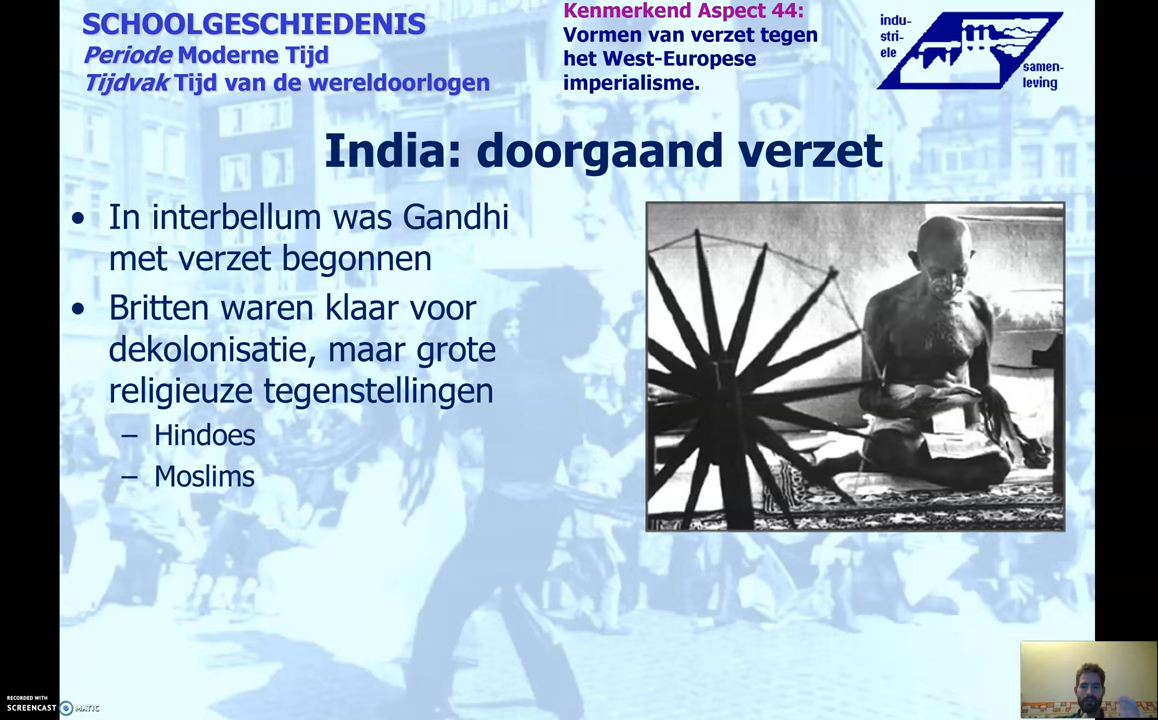 SCHOOLGESCHIEDENIS
Periode Moderne Tijd
Tijdvak Tijd van de wereldoorlogen
Kenmerkend Aspect 44:
Vormen van verzet tegen
het West-Europese
imperialisme.
indu-
stri-
ele
samen-
leving
India: doorgaand verzet
• In interbellum was Gandhi
met verzet begonnen
• Britten waren klaar voor
dekolonisatie, maar grote
religieuze tegenstellingen
– Hindoes
– Moslims
RECORDED WITH
SCREENCAST MATIC